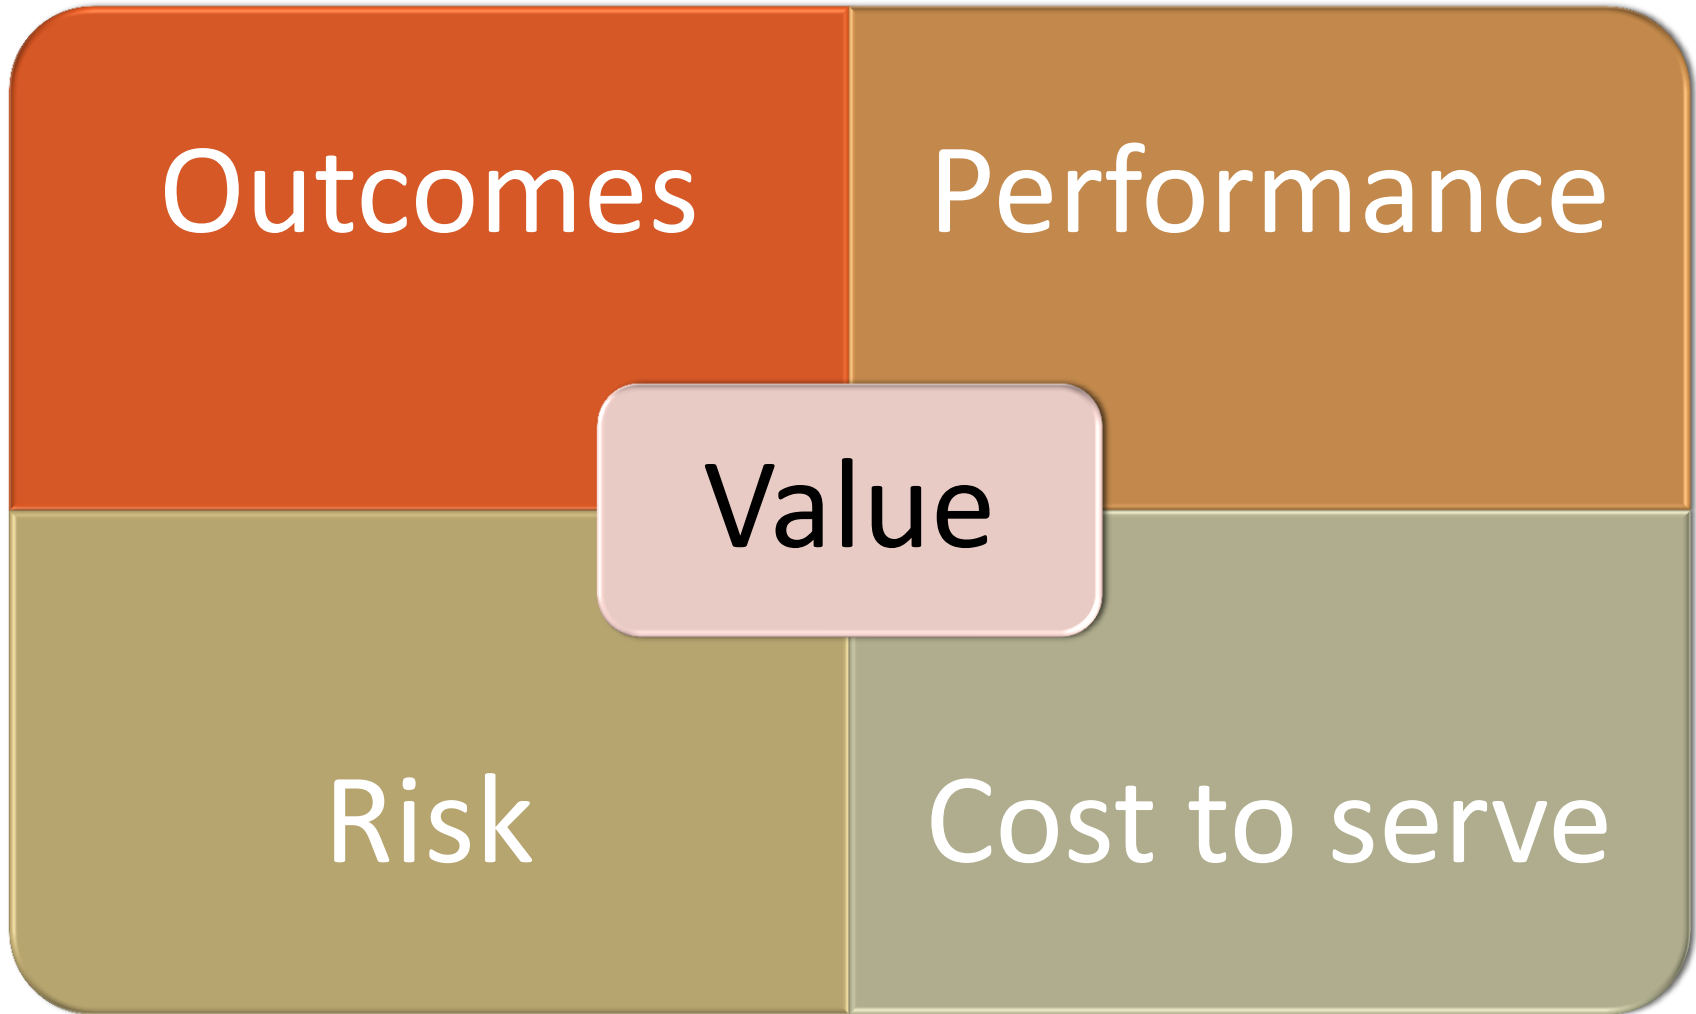 Outcomes
Performance
Value
Risk
Cost to serve